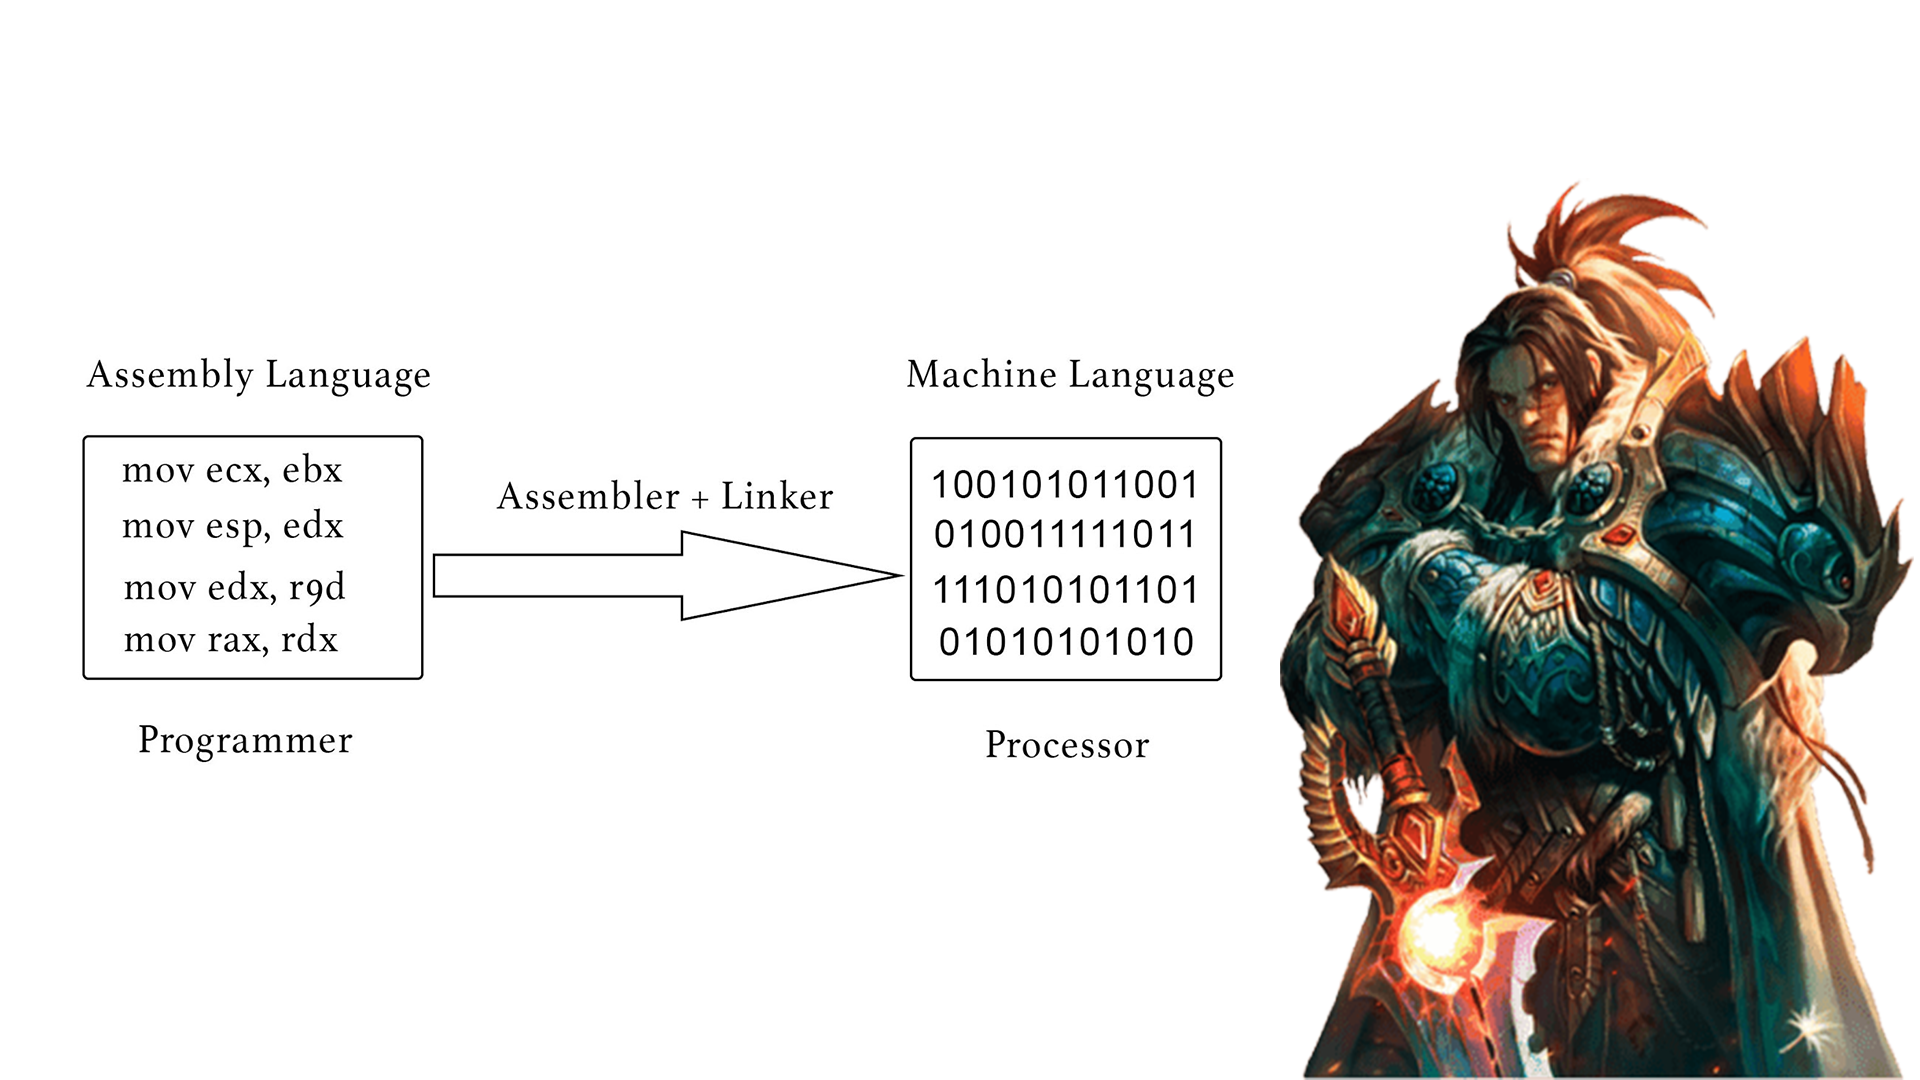 Assembly Language
mov ecx, ebx
mov esp, edx
mov edx, r9d
mov rax, rdx
Programmer
Assembler + Linker
Machine Language
100101011001
010011111011
111010101101
01010101010
Processor